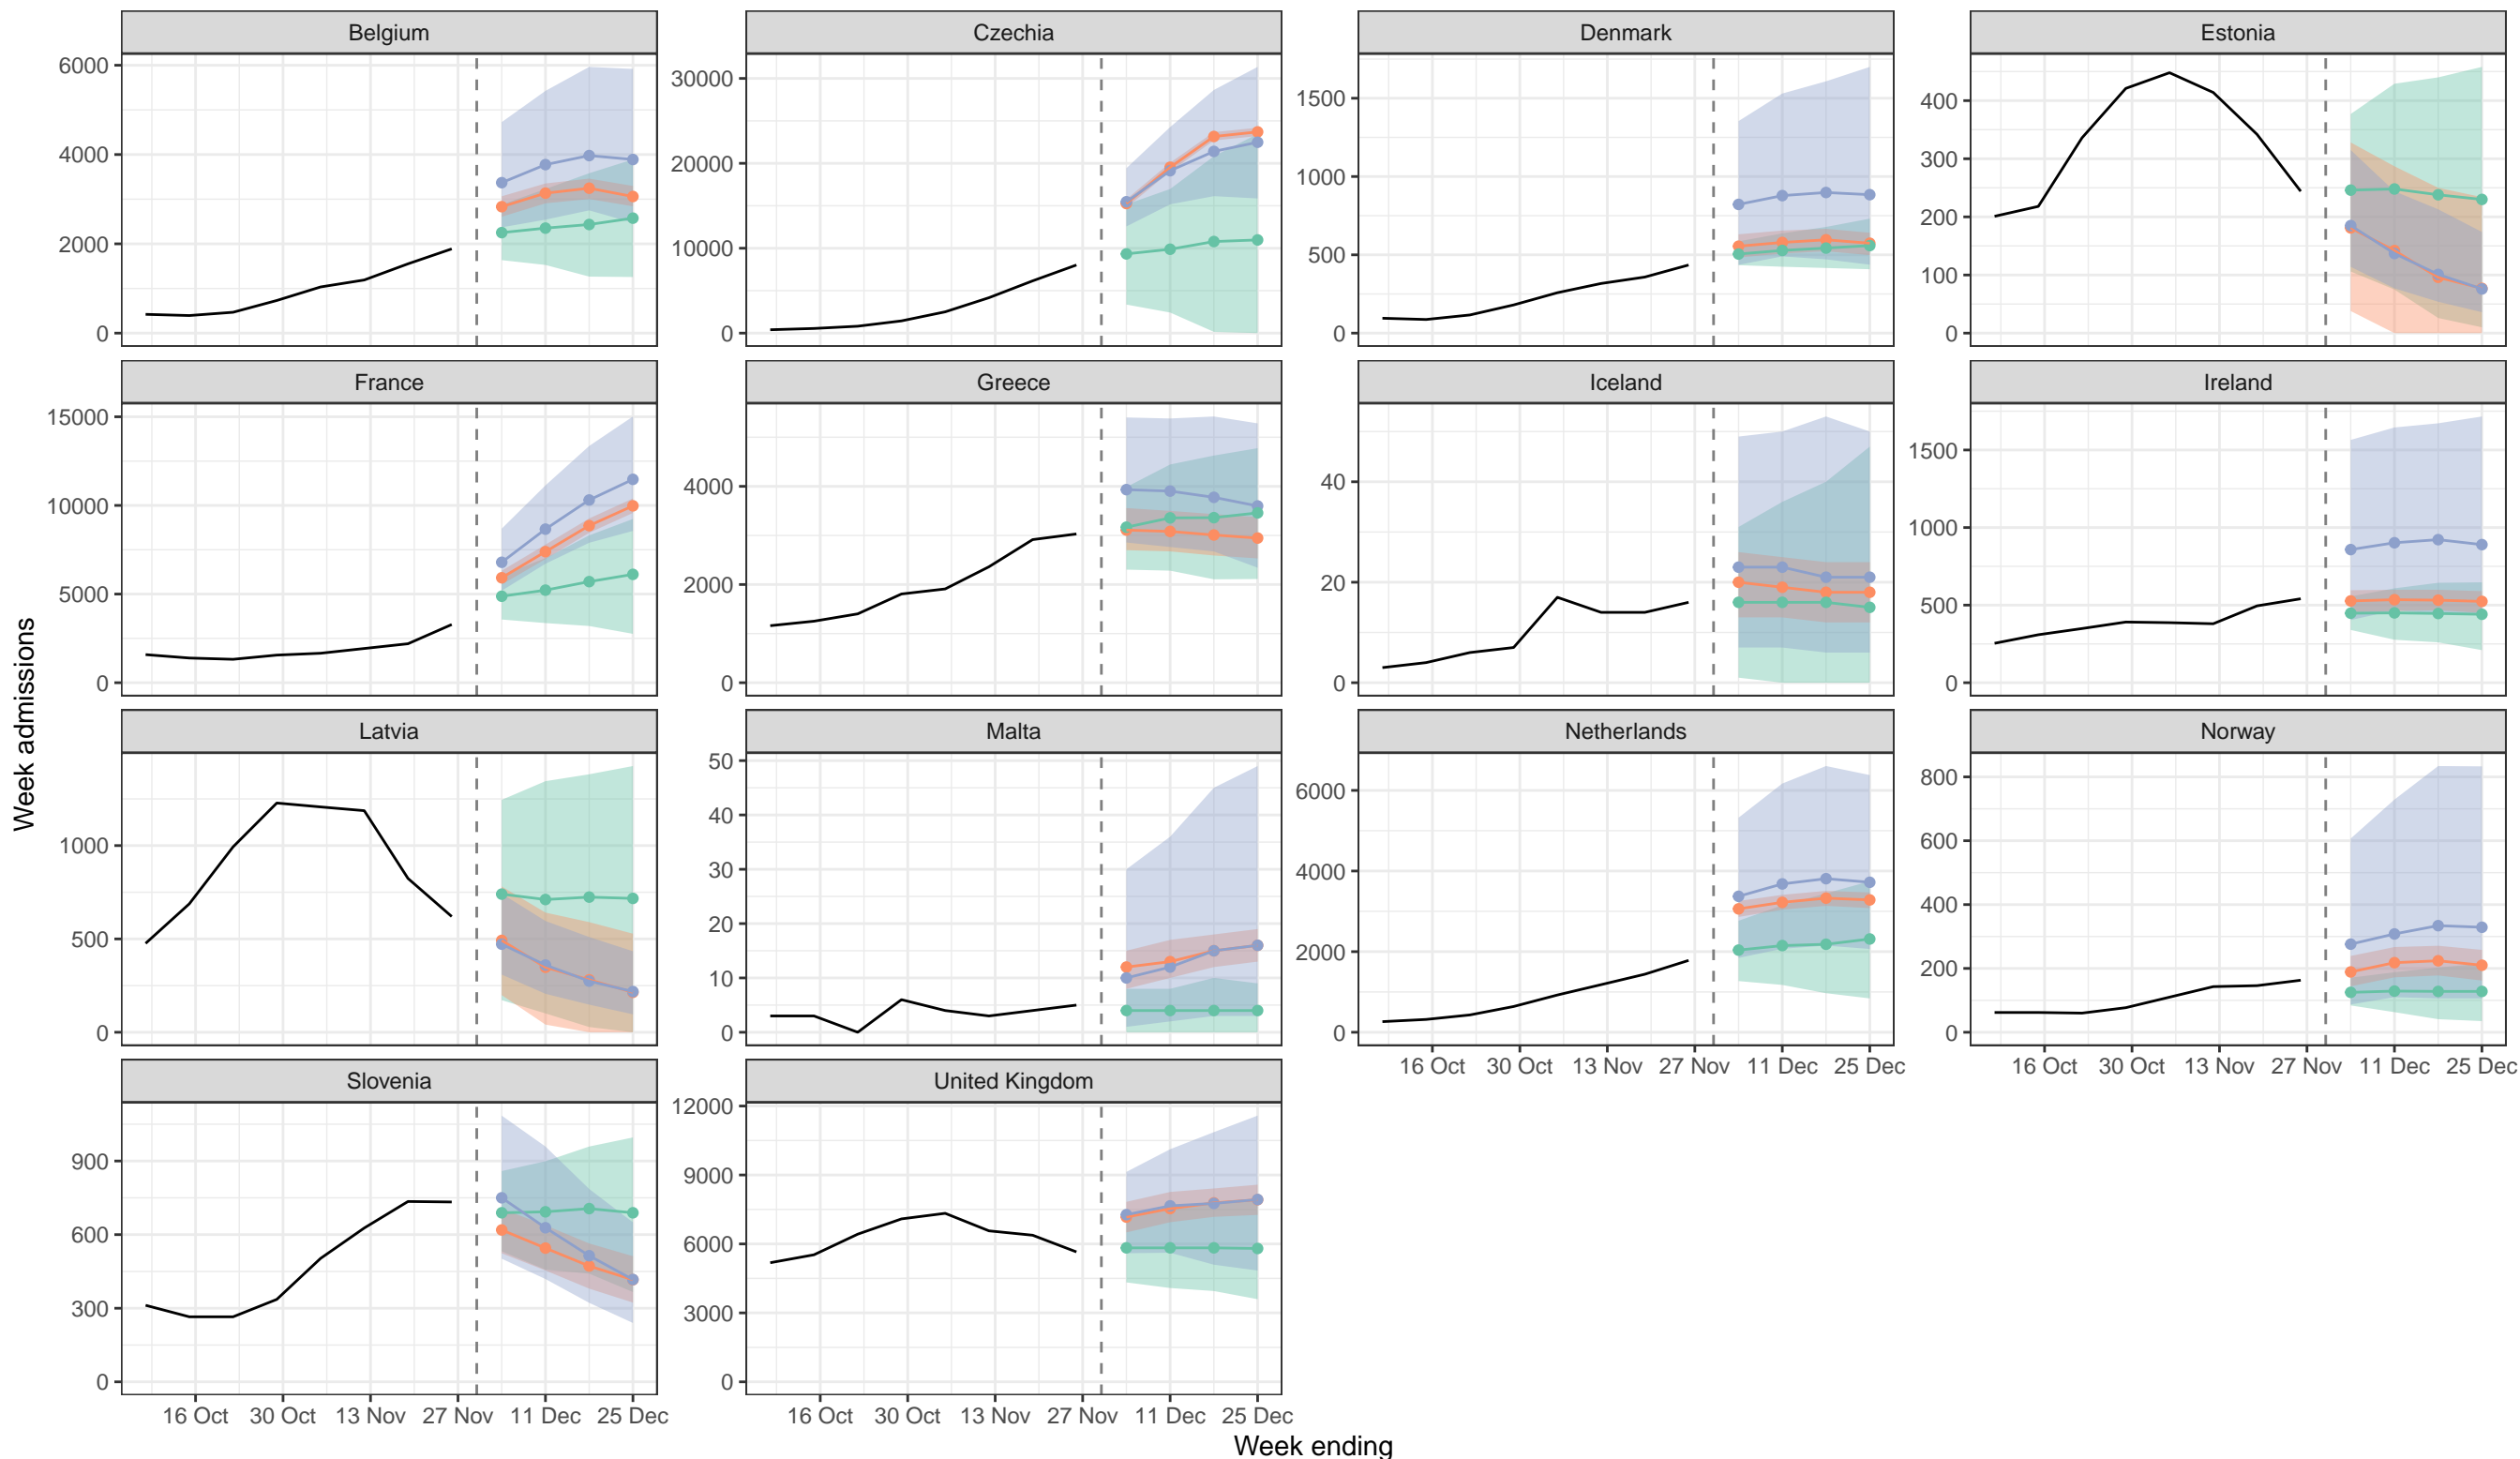 Belgium
Czechia
Denmark
Estonia
6000
4000
2000
0
30000
20000
10000
0
1500
1000
500
0
400
300
200
100
0
France
Greece
Iceland
Ireland
15000
10000
5000
0
4000
2000
0
40
20
0
1500
1000
500
0
Week admissions
Latvia
Malta
Netherlands
Norway
1000
500
0
50
40
30
20
10
0
6000
4000
2000
0
800
600
400
200
0
16 Oct 30 Oct 13 Nov 27 Nov 11 Dec 25 Dec
16 Oct 30 Oct 13 Nov 27 Nov 11 Dec 25 Dec
Slovenia
United Kingdom
900
600
300
0
12000
9000
6000
3000
0
16 Oct 30 Oct 13 Nov 27 Nov 11 Dec 25 Dec
16 Oct 30 Oct 13 Nov 27 Nov 11 Dec 25 Dec
Week ending